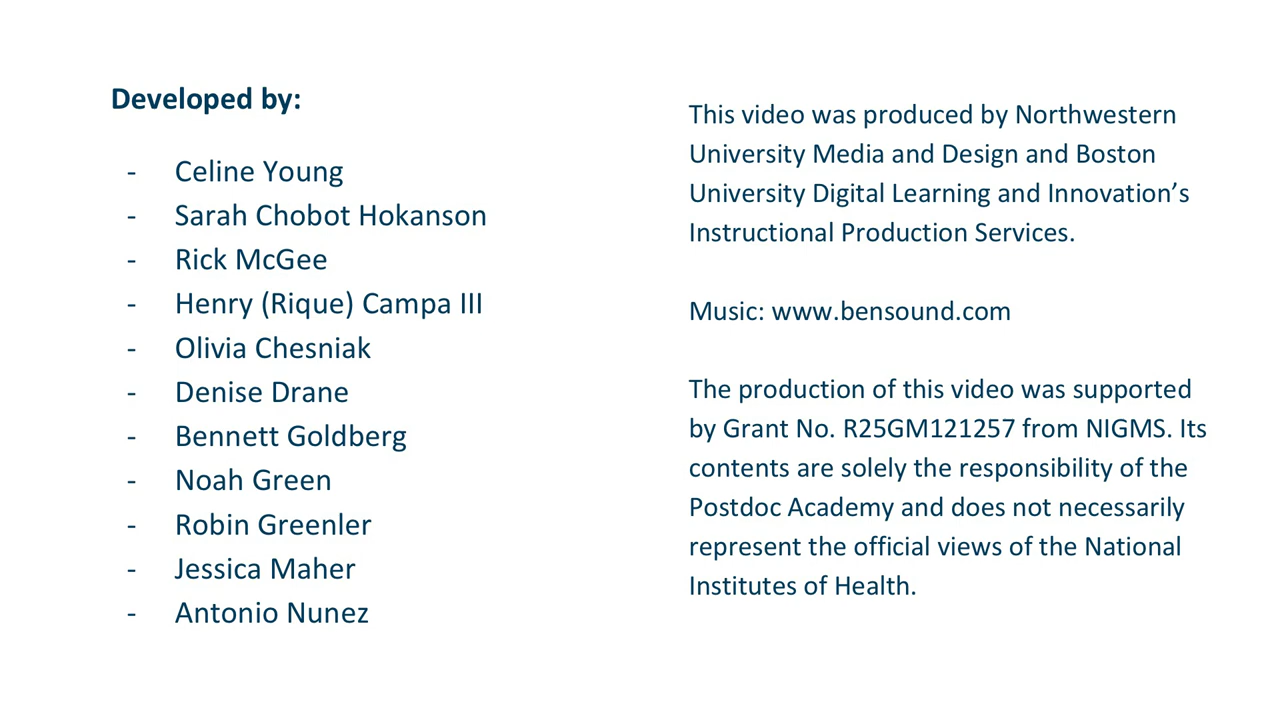 Developed by:
- Celine Young
- Sarah Chobot Hokanson
- Rick McGee
- Henry (Rique) Campa III
- Olivia Chesniak
- Denise Drane
- Bennett Goldberg
- Noah Green
- Robin Greenler
- Jessica Maher
- Antonio Nunez
This video was produced by Northwestern
University Media and Design and Boston
University Digital Learning and Innovation’s
Instructional Production Services.
Music: www.bensound.com
The production of this video was supported
by Grant No. R25GM121257 from NIGMS. Its
contents are solely the responsibility of the
Postdoc Academy and does not necessarily
represent the official views of the National
Institutes of Health.